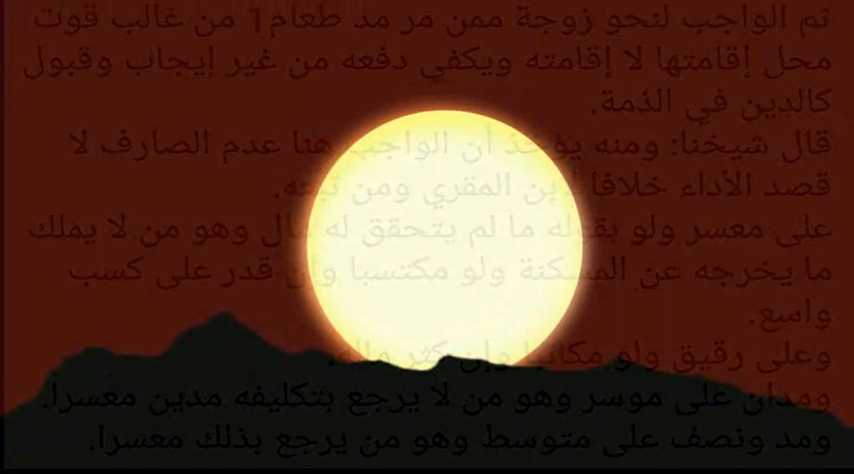 ثم الواجب لنحو زوجة ممن مر مد طعام1 من غالب قوت
محل إقامتها لا إقامته ويكفي دفعه من غير إيجاب وقبول
كالدين في الذمة.
قال شيخنا: ومنه يؤخذ أن الواجب هنا عدم الصارف لا
قصد الأداء خلافا لابن المقري ومن تبعه.
على معسر ولو بقوله ما لم يتحقق له مال وهو من لا يملك
ما يخرجه عن المسكنة ولو مكتسبا وإن قدر على كسب
واسع.
وعلى رقيق ولو مكاتبا وإن كثر ماله.
ومدان على موسر وهو من لا يرجع بتكليفه مدين معسرا.
ومد ونصف على متوسط وهو من يرجع بذلك معسرا.